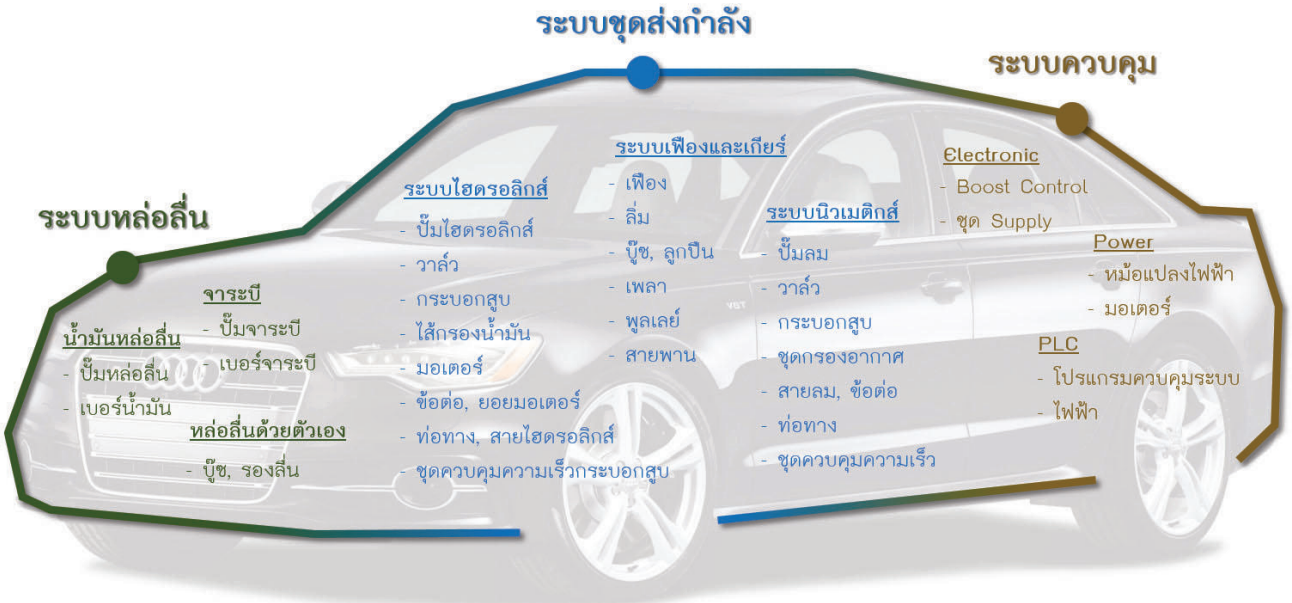 ระบบชุดส่งกำลัง
ระบบควบคุม
ระบบหล่อลื่น
น้ำมันหล่อลื่น
- ปั๊มหล่อลื่น
- เบอร์น้ำมัน
จาระบี
- ปั๊มจาระบี
- เบอร์จาระบี
หล่อลื่นด้วยตัวเอง
- บู๊ช, รองลื่น
ระบบไฮดรอลิกส์
- ปั๊มไฮดรอลิกส์
- วาล์ว
- กระบอกสูบ
- ไส้กรองน้ำมัน
- มอเตอร์
- ข้อต่อ, ยอยมอเตอร์
- ท่อทาง, สายไฮดรอลิกส์
- ชุดควบคุมความเร็วกระบอกสูบ
ระบบเฟืองและเกียร์
- เฟือง
- ลิ่ม
- บู๊ช, ลูกปืน
- เพลา
- พูลเลย์
- สายพาน
ระบบนิวเมติกส์
- ปั๊มลม
- วาล์ว
- กระบอกสูบ
- ชุดกรองอากาศ
- สายลม, ข้อต่อ
- ท่อทาง
- ชุดควบคุมความเร็ว
Electronic
- Boost Control
- ชุด Supply
Power
- หม้อแปลงไฟฟ้า
- มอเตอร์
PLC
- โปรแกรมควบคุมระบบ
- ไฟฟ้า